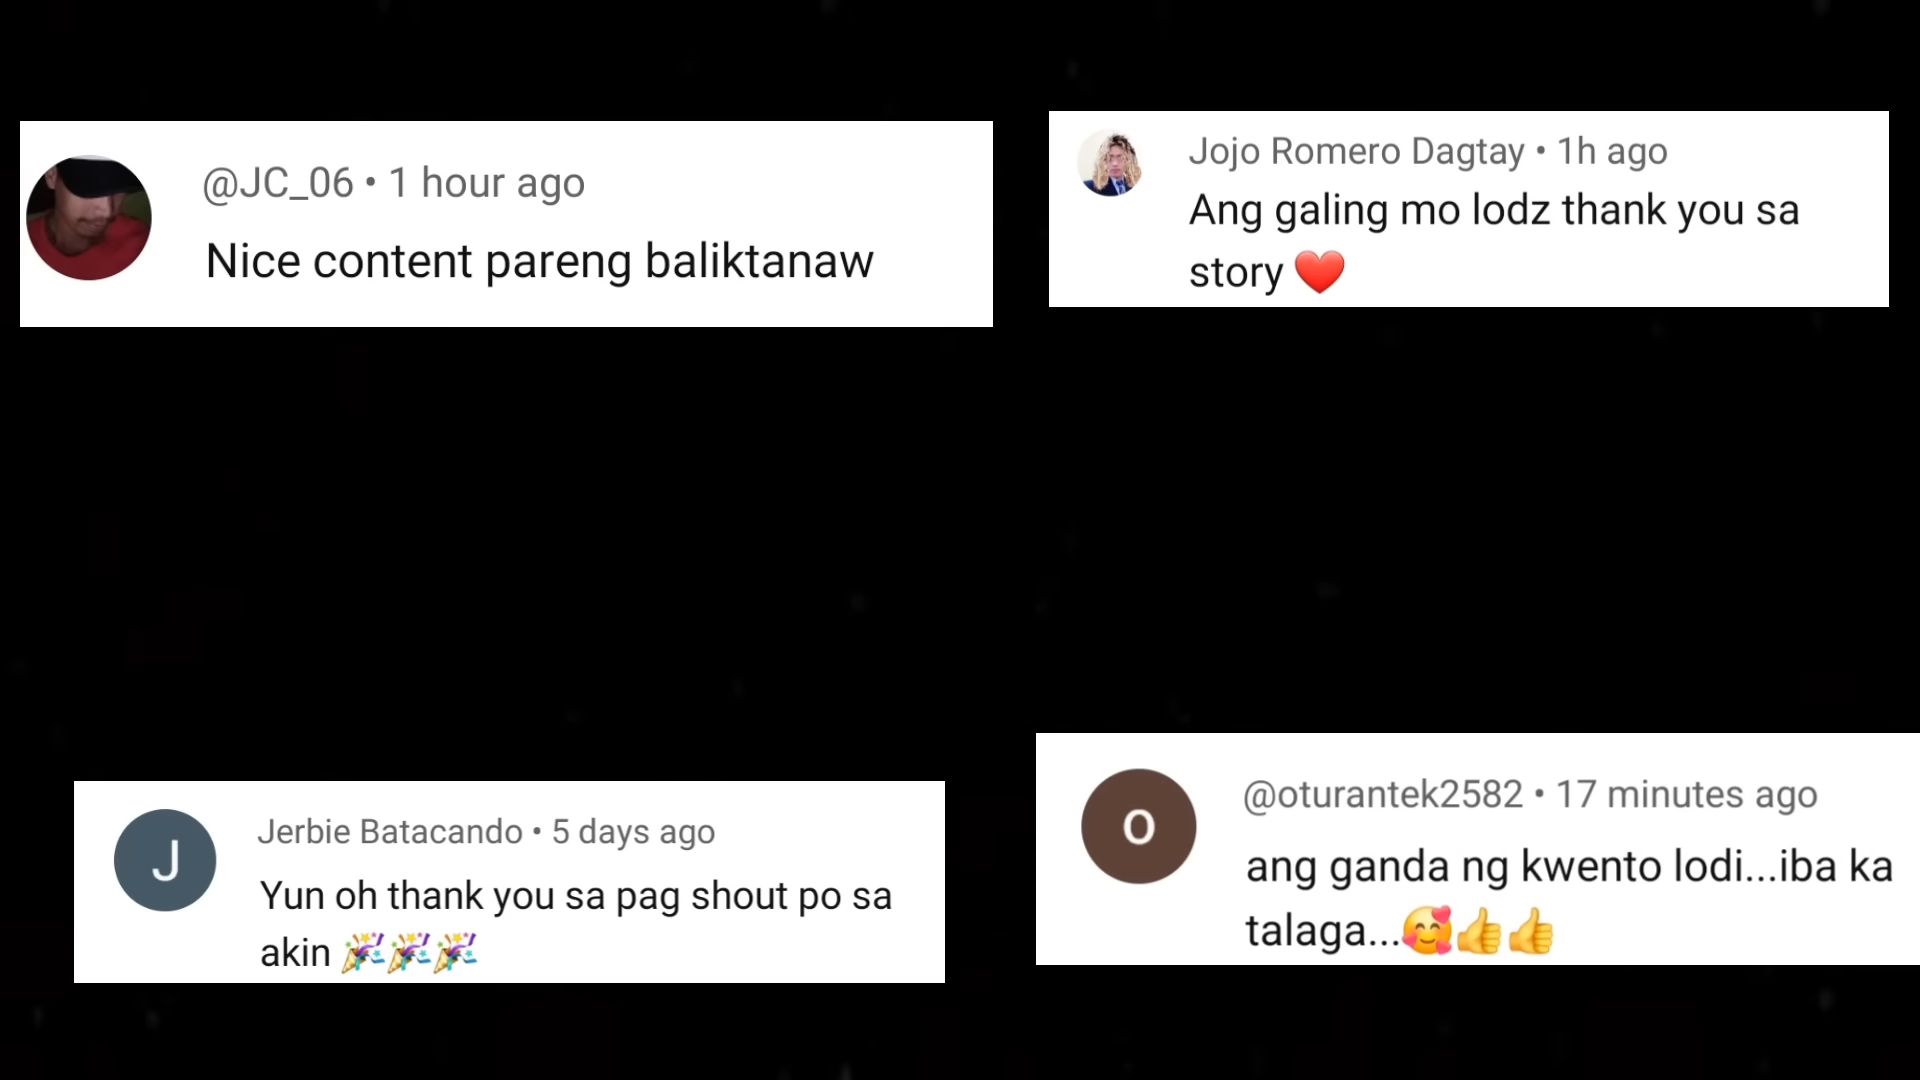 @JC_06 • 1 hour ago
Nice content pareng baliktanaw
Jojo Romero Dagtay • 1h ago
Ang galing mo lodz thank you sa
story ❤️
J
Jerbie Batacando • 5 days ago
Yun oh thank you sa pag shout po sa
akin 🎉🎉🎉
o
@oturantek2582 • 17 minutes ago
ang ganda ng kwento lodi...iba ka
talaga...🥰👍👍